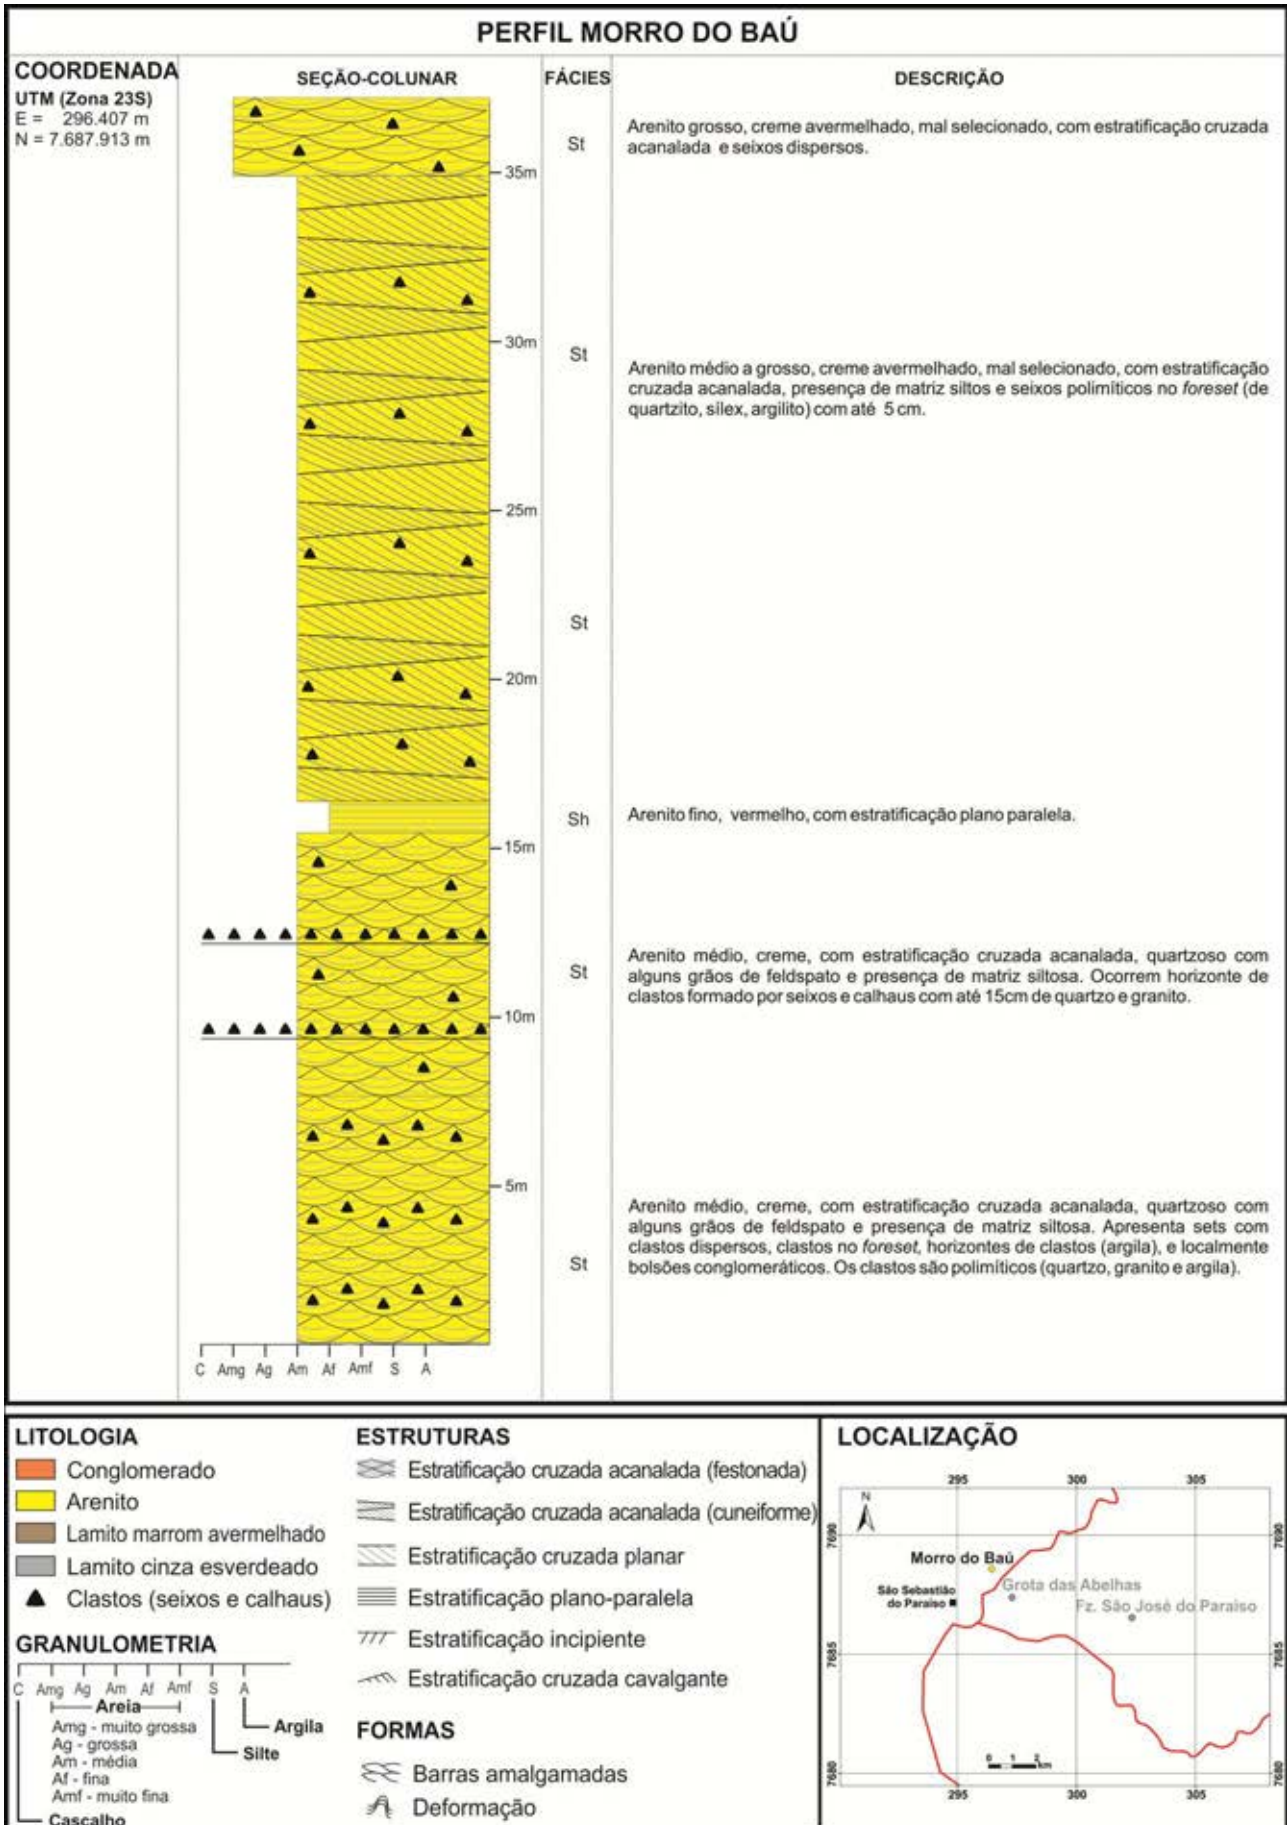 PERFIL MORRO DO BAÚ
COORDENADA
UTM (Zona 23S)
E = 296.407 m
N = 7.687.913 m
SEÇÃO-COLUNAR
FÁCIES
DESCRIÇÃO
35m
30m
25m
20m
15m
10m
5m
C Amg Ag Am Af Amf S A
St
Arenito grosso, creme avermelhado, mal selecionado, com estratificação cruzada
acanalada e seixos dispersos.
St
Arenito médio a grosso, creme avermelhado, mal selecionado, com estratificação
cruzada acanalada, presença de matriz siltos e seixos polimíticos no foreset (de
quartzito, silex, argilito) com até 5 cm.
St
Sh
Arenito fino, vermelho, com estratificação plano paralela.
St
Arenito médio, creme, com estratificação cruzada acanalada, quartzoso com
alguns grãos de feldspato e presença de matriz siltosa. Ocorrem horizonte de
clastos formado por seixos e calhaus com até 15cm de quartzo e granito.
St
Arenito médio, creme, com estratificação cruzada acanalada, quartzoso com
alguns grãos de feldspato e presença de matriz siltosa. Apresenta sets com
clastos dispersos, clastos no foreset, horizontes de clastos (argila), e localmente
bolsões conglomeráticos. Os clastos são polimíticos (quartzo, granito e argila).
LITOLOGIA
Conglomerado
Arenito
Lamito marrom avermelhado
Lamito cinza esverdeado
Clastos (seixos e calhaus)
GRANULOMETRIA
C Amg Ag Am Af Amf S A
Areia
Amg - muito grossa
Ag - grossa
Am - média
Af - fina
Amf - muito fina
Argila
Silte
Cascalho
ESTRUTURAS
Estratificação cruzada acanalada (festonada)
Estratificação cruzada acanalada (cuneiforme)
Estratificação cruzada planar
Estratificação plano-paralela
Estratificação incipiente
Estratificação cruzada cavalgante
FORMAS
Barras amalgamadas
Deformação
LOCALIZAÇÃO
295 300 305
N
7690
Morro do Baú
São Sebastião
do Paraíso
Grota das Abelhas
Fz. São José do Paraíso
7685
0 1 2
km
7680
295 300 305